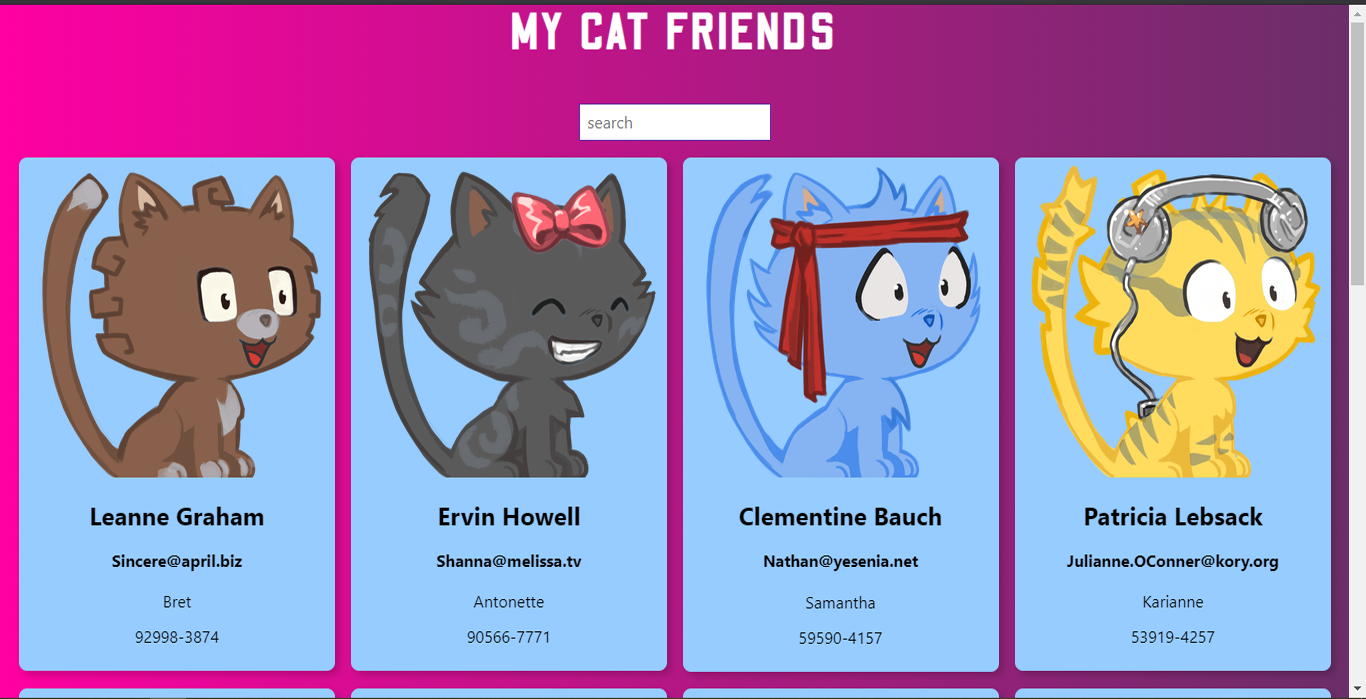 MY CAT FRIENDS
search
Leanne Graham
Sincere@april.biz
Bret
92998-3874
Ervin Howell
Shanna@melissa.tv
Antonette
90566-7771
Clementine Bauch
Nathan@yesenia.net
Samantha
59590-4157
Patricia Lebsack
Julianne.OConner@kory.org
Karianne
53919-4257